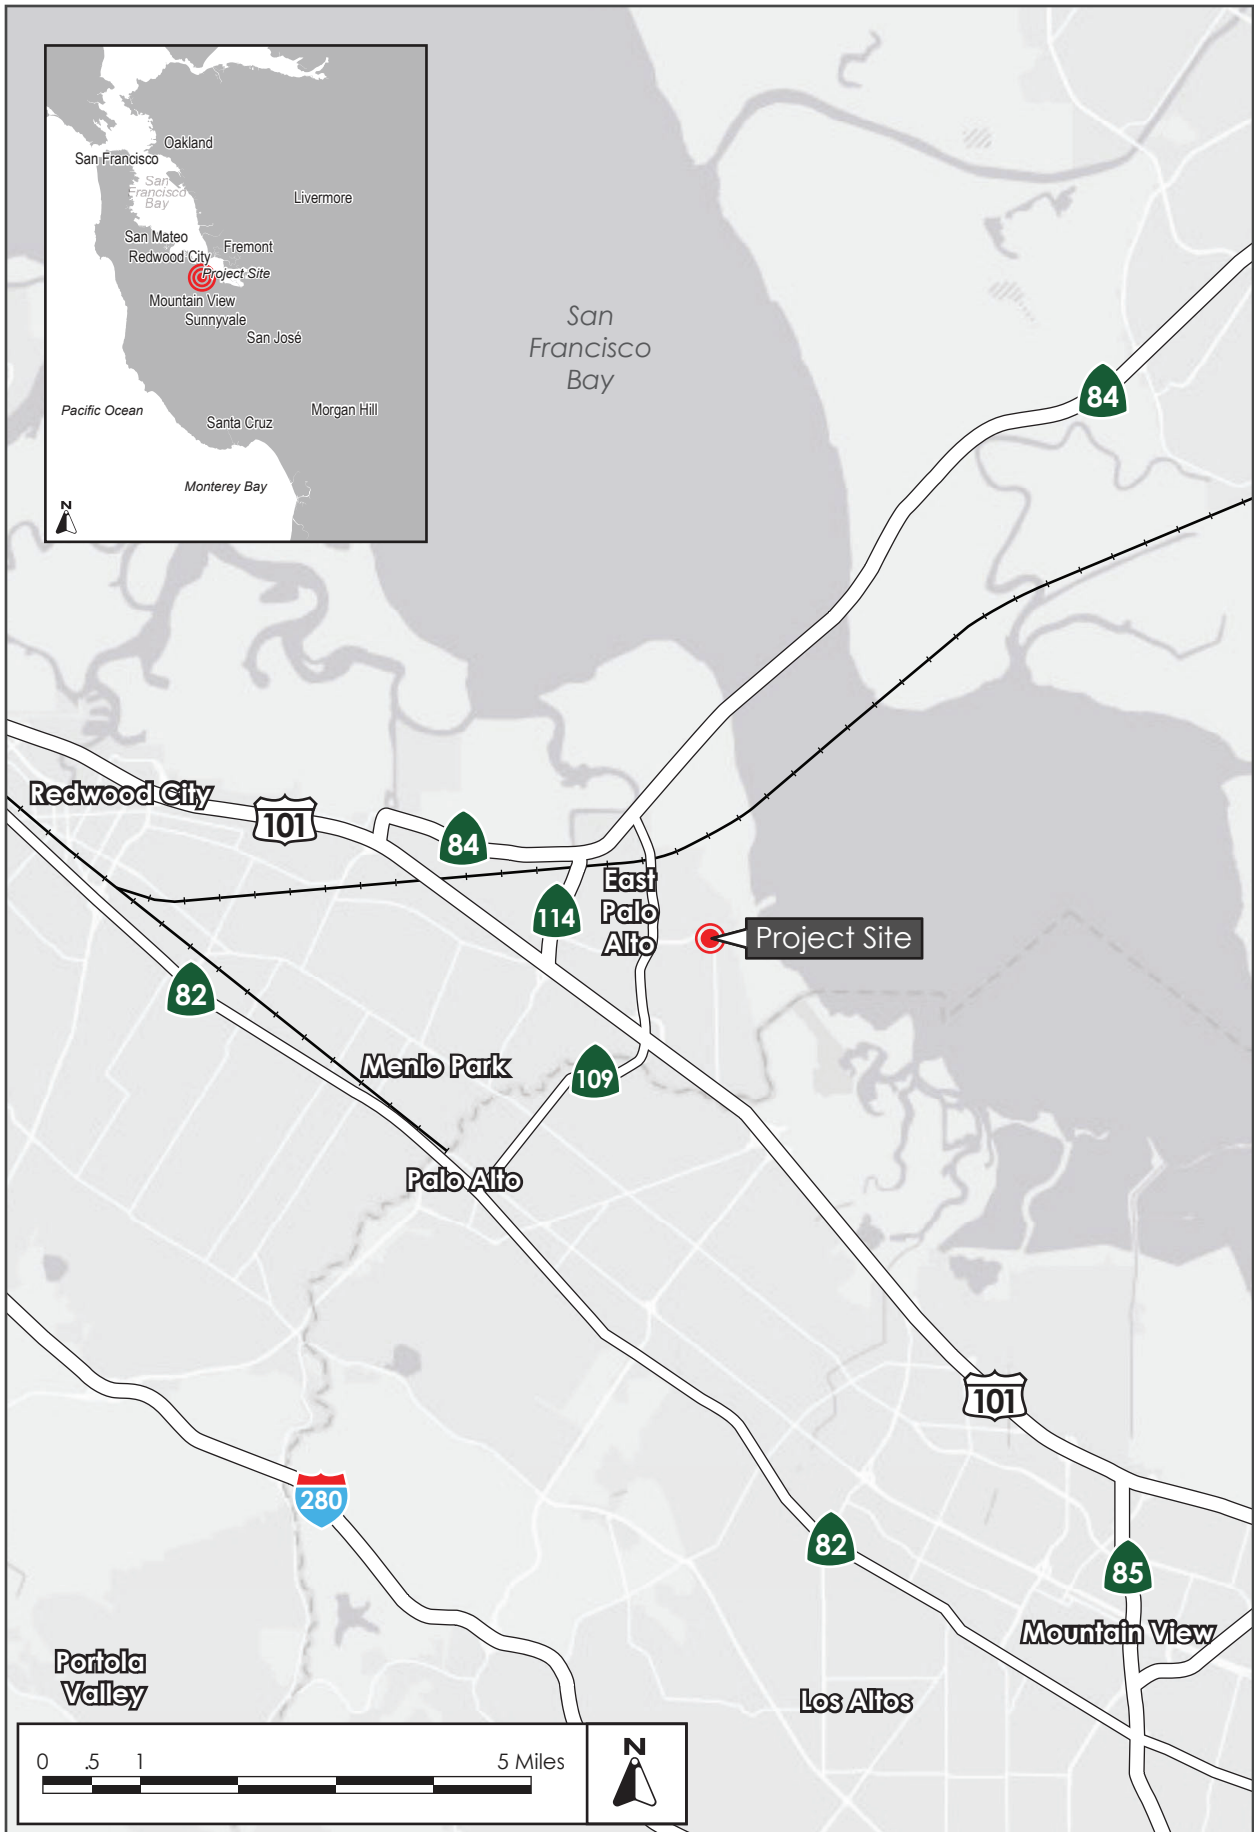 Oakland
San Francisco
San
Francisco
Bay
Livermore
San Mateo
Fremont
Redwood City
Project Site
Mountain View
Sunnyvale
San José
Pacific Ocean
Morgan Hill
Santa Cruz
Monterey Bay
N
San
Francisco
Bay
84
Redwood City
101
84
East
Palo
Alto
114
Project Site
82
Menlo Park
109
Palo Alto
101
280
82
85
Mountain View
Portola
Valley
Los Altos
0 .5 1 5 Miles
N